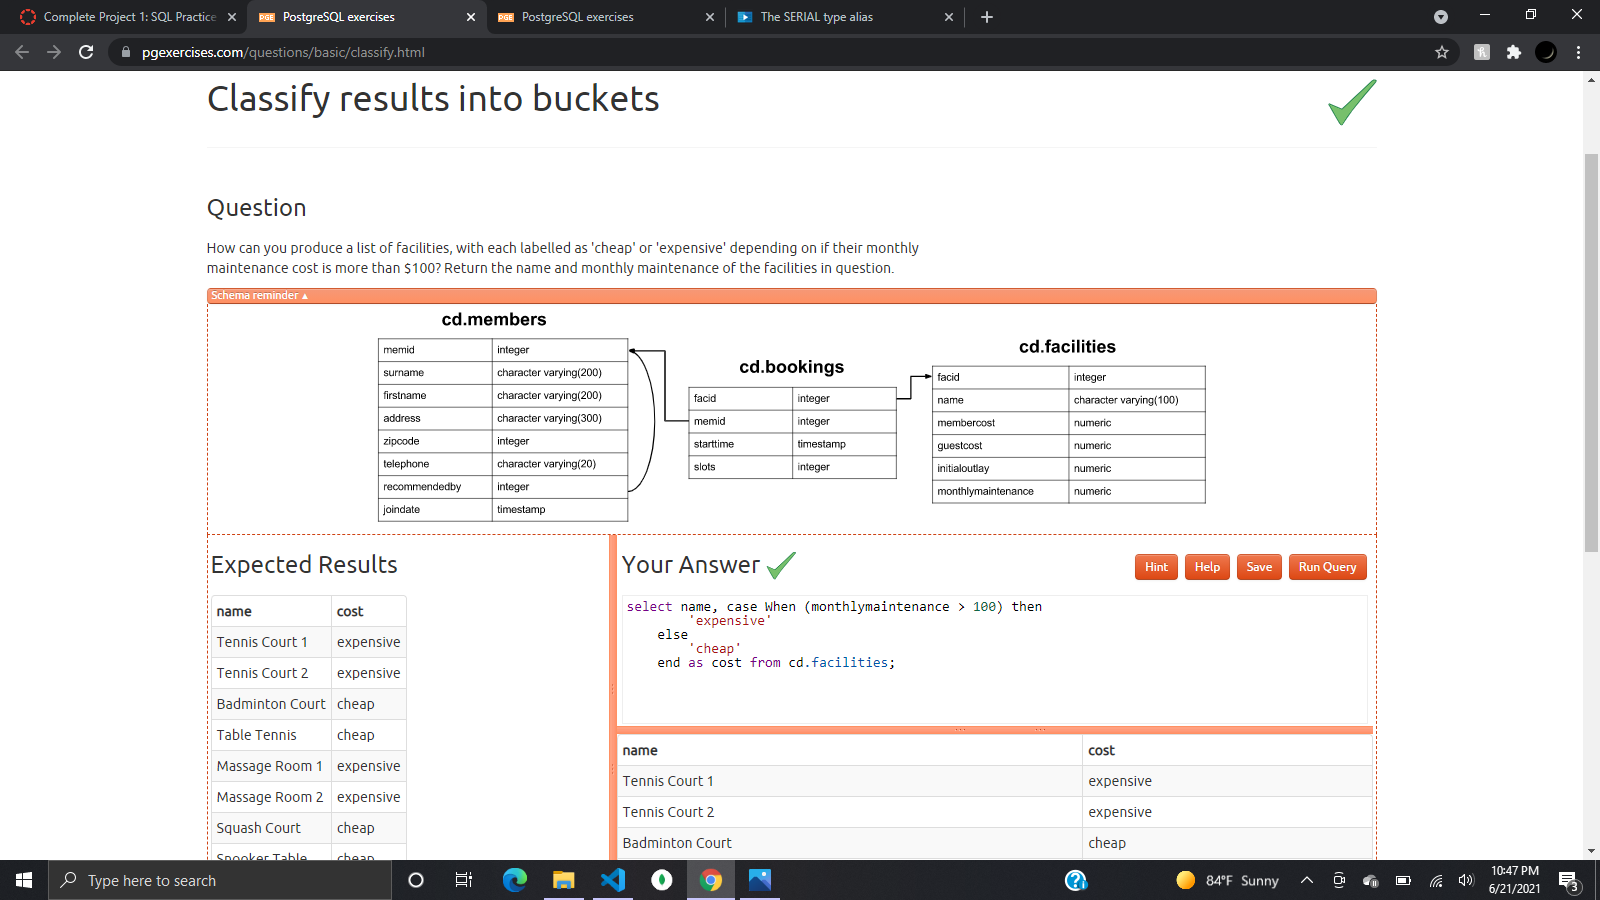 Complete Project 1: SQL Practice
PostgreSQL exercises
PostgreSQL exercises
The SERIAL type alias
pgexercises.com/questions/basic/classify.html
Classify results into buckets
Question
How can you produce a list of facilities, with each labelled as 'cheap' or 'expensive' depending on if their monthly
maintenance cost is more than $100? Return the name and monthly maintenance of the facilities in question.
Schema reminder ▴
cd.members
memid integer
surname character varying(200)
firstname character varying(200)
address character varying(300)
zipcode integer
telephone character varying(20)
recommendedby integer
joindate timestamp
cd.bookings
facid integer
memid integer
starttime timestamp
slots integer
cd.facilities
facid integer
name character varying(100)
membercost numeric
guestcost numeric
initialoutlay numeric
monthlymaintenance numeric
Expected Results
name cost
Tennis Court 1 expensive
Tennis Court 2 expensive
Badminton Court cheap
Table Tennis cheap
Massage Room 1 expensive
Massage Room 2 expensive
Squash Court cheap
Snooker Table cheap
Your Answer
Hint Help Save Run Query
select name, case When (monthlymaintenance > 100) then
'expensive'
else
'cheap'
end as cost from cd.facilities;
name cost
Tennis Court 1 expensive
Tennis Court 2 expensive
Badminton Court cheap
Type here to search
84°F Sunny
10:47 PM
6/21/2021
3